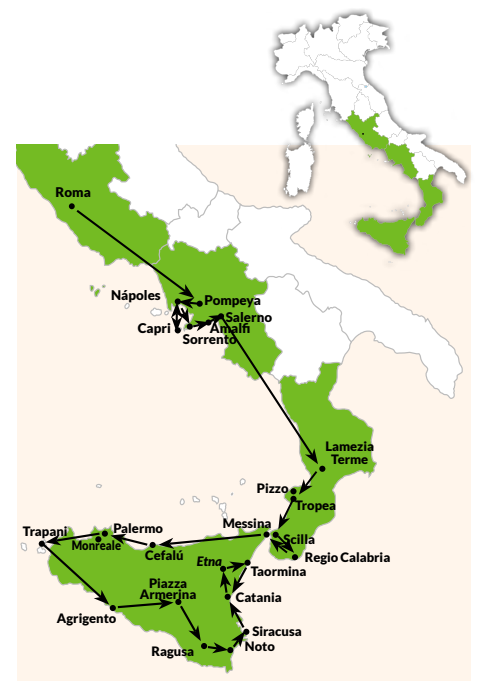 Roma
Nápoles
Pompeya
Capri
Salerno
Amalfi
Sorrento
Lamezia
Terme
Pizzo
Tropea
Messina
Scilla
Regio Calabria
Trapani
Palermo
Monreale
Cefalú
Etna
Taormina
Piazza
Armerina
Catania
Agrigento
Siracusa
Ragusa
Noto